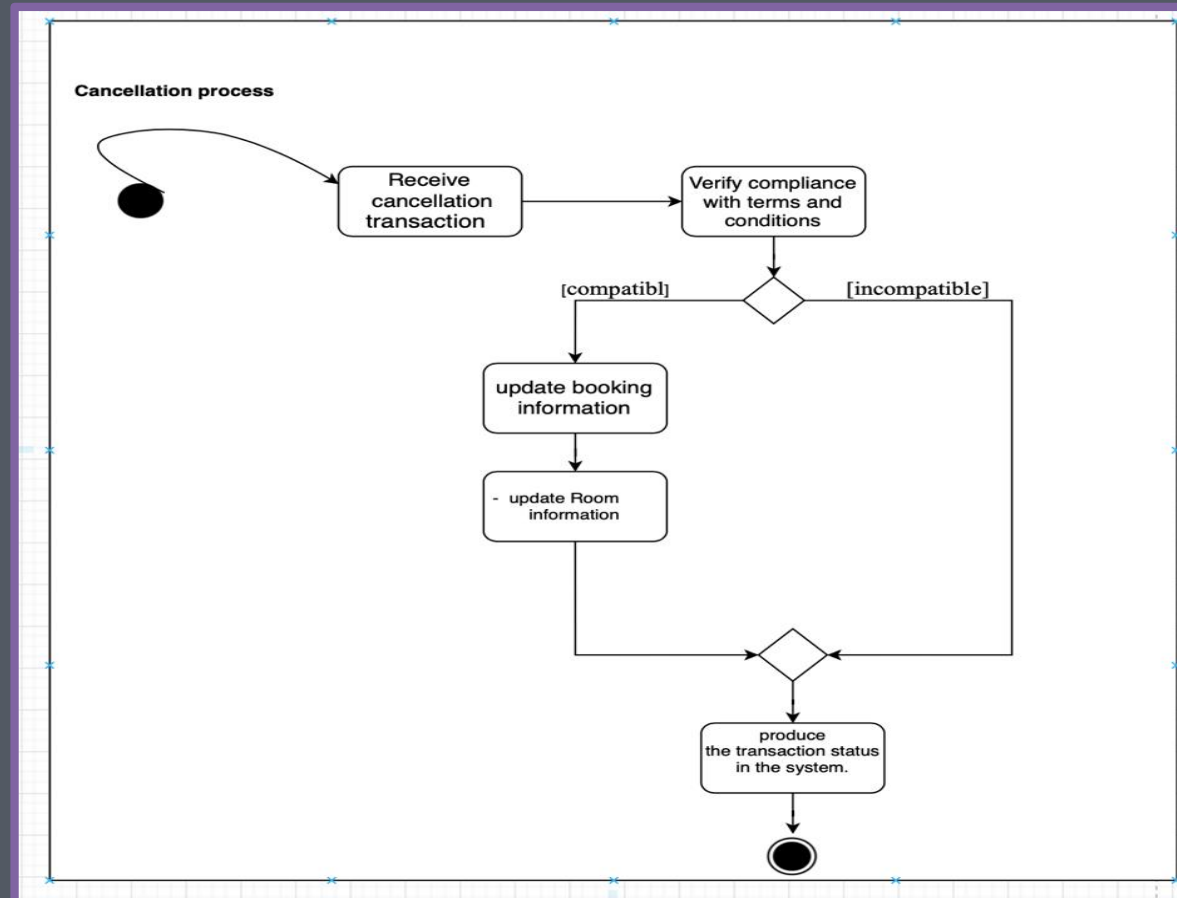 Cancellation process
Receive
cancellation
transaction
Verify compliance
with terms and
conditions
[compatibl]
[incompatible]
update booking
information
- update Room
information
produce
the transaction status
in the system.